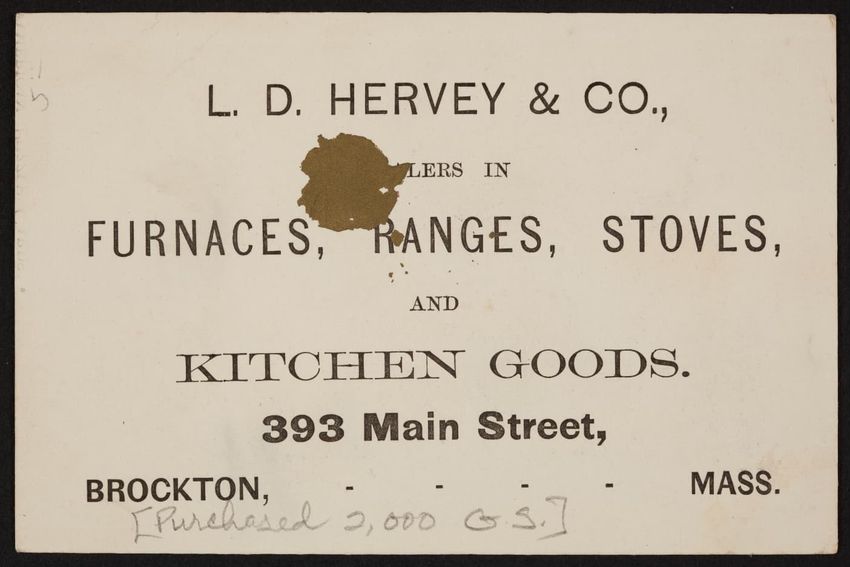 L. D. HERVEY & CO.,
LERS IN
FURNACES, RANGES, STOVES,
AND
KITCHEN GOODS.
393 Main Street,
BROCKTON, - - - - MASS.
[Purchased 2,000 G S.]